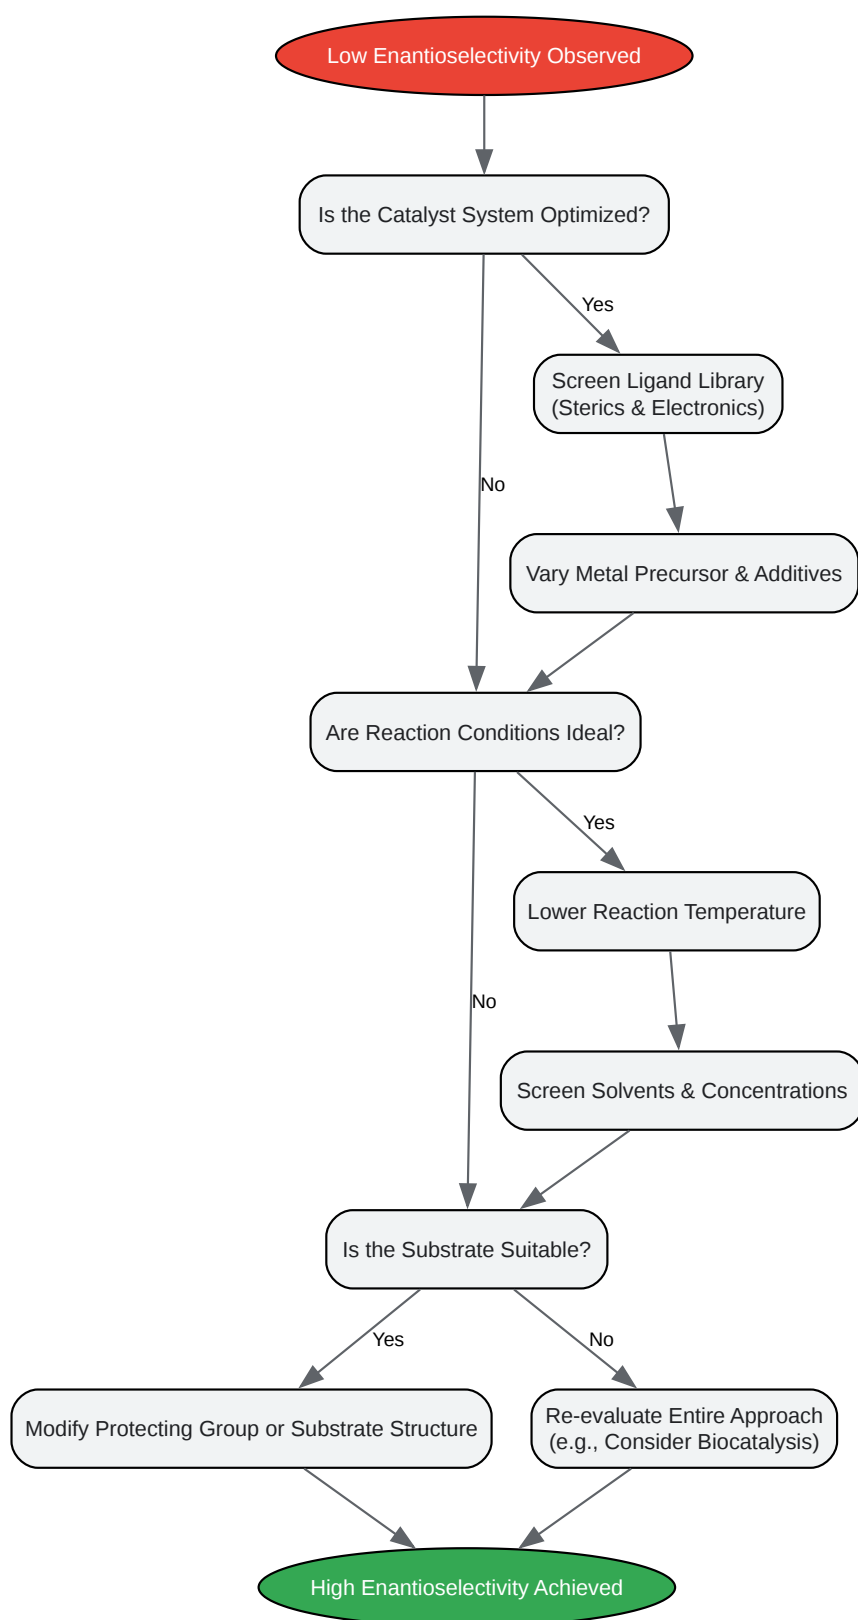 Low Enantioselectivity Observed
Is the Catalyst System Optimized?
Yes
Screen Ligand Library
(Sterics & Electronics)
No
Vary Metal Precursor & Additives
Are Reaction Conditions Ideal?
Yes
Lower Reaction Temperature
No
Screen Solvents & Concentrations
Is the Substrate Suitable?
Yes
No
Modify Protecting Group or Substrate Structure
Re-evaluate Entire Approach
(e.g., Consider Biocatalysis)
High Enantioselectivity Achieved